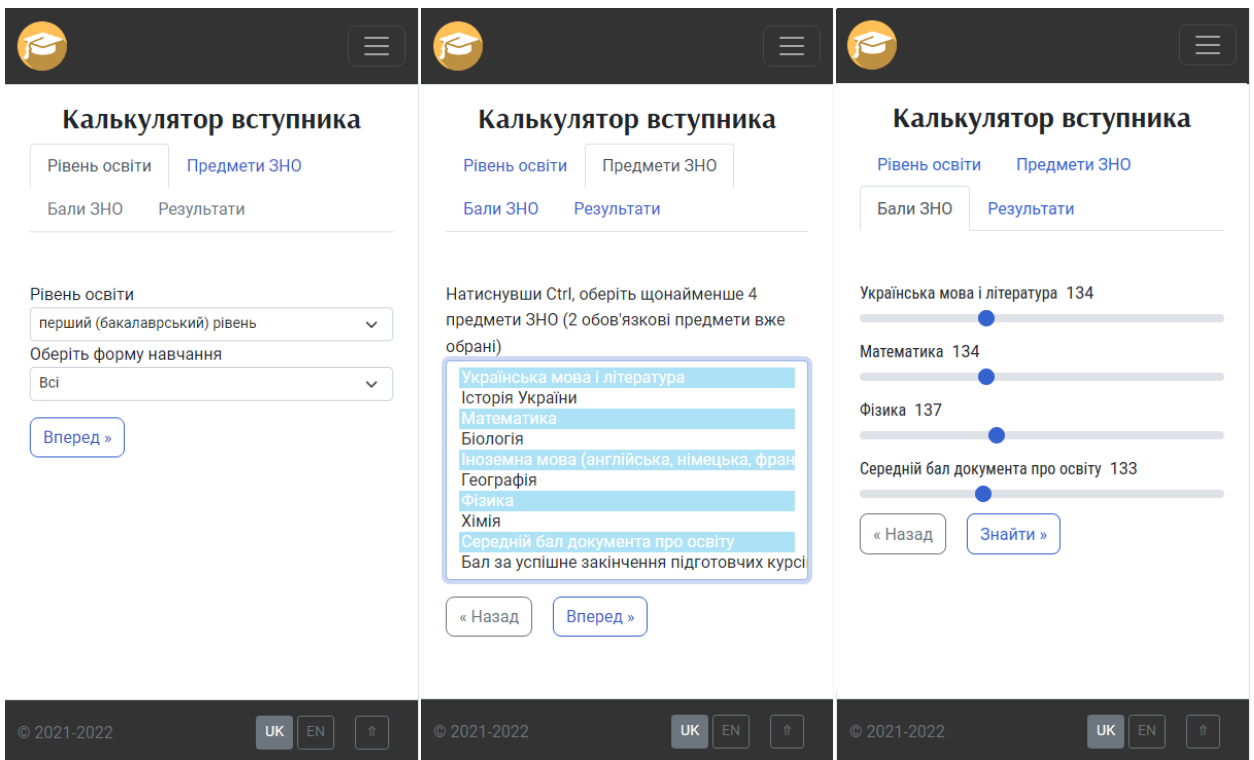 Калькулятор вступника
Рівень освіти Предмети ЗНО
Бали ЗНО Результати
Рівень освіти
перший (бакалаврський) рівень
Оберіть форму навчання
Всі
Вперед »
© 2021-2022 UK EN ⇑
Калькулятор вступника
Рівень освіти Предмети ЗНО
Бали ЗНО Результати
Натиснувши Ctrl, оберіть щонайменше 4
предмети ЗНО (2 обов'язкові предмети вже
обрані)
Українська мова і література
Історія України
Математика
Біологія
Іноземна мова (англійська, німецька, фран
Географія
Фізика
Хімія
Середній бал документа про освіту
Бал за успішне закінчення підготовчих курсі
« Назад Вперед »
© 2021-2022 UK EN ⇑
Калькулятор вступника
Рівень освіти Предмети ЗНО
Бали ЗНО Результати
Українська мова і література 134
Математика 134
Фізика 137
Середній бал документа про освіту 133
« Назад Знайти »
© 2021-2022 UK EN ⇑